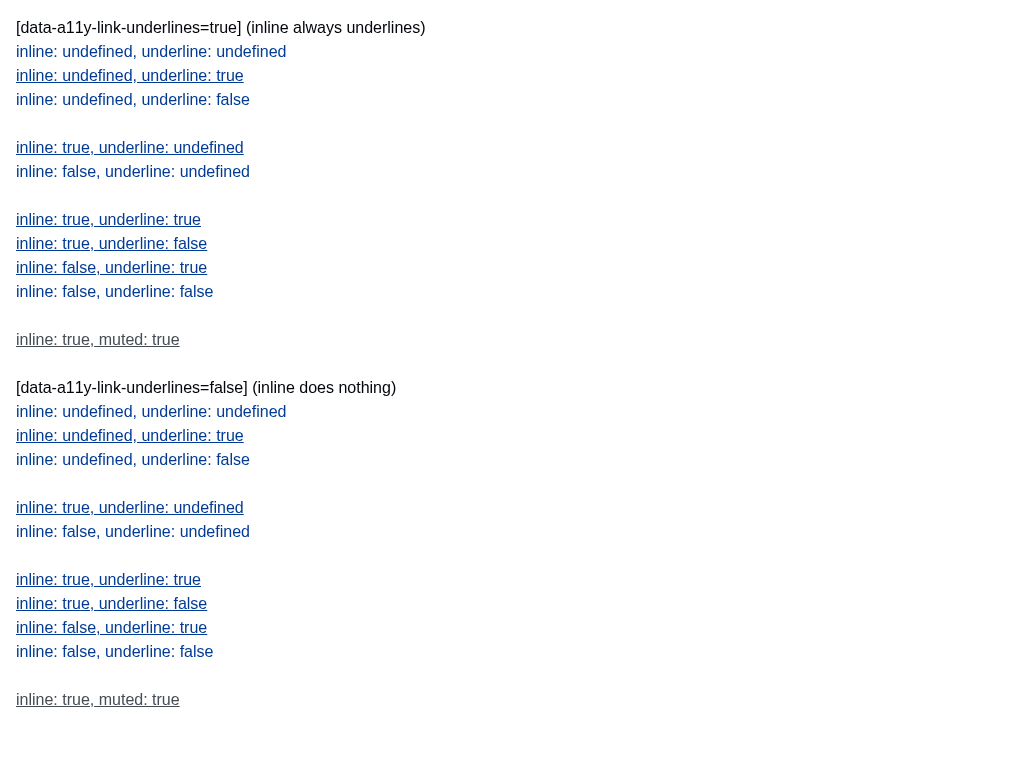 [data-a11y-link-underlines=true] (inline always underlines)
inline: undefined, underline: undefined
inline: undefined, underline: true
inline: undefined, underline: false
inline: true, underline: undefined
inline: false, underline: undefined
inline: true, underline: true
inline: true, underline: false
inline: false, underline: true
inline: false, underline: false
inline: true, muted: true
[data-a11y-link-underlines=false] (inline does nothing)
inline: undefined, underline: undefined
inline: undefined, underline: true
inline: undefined, underline: false
inline: true, underline: undefined
inline: false, underline: undefined
inline: true, underline: true
inline: true, underline: false
inline: false, underline: true
inline: false, underline: false
inline: true, muted: true